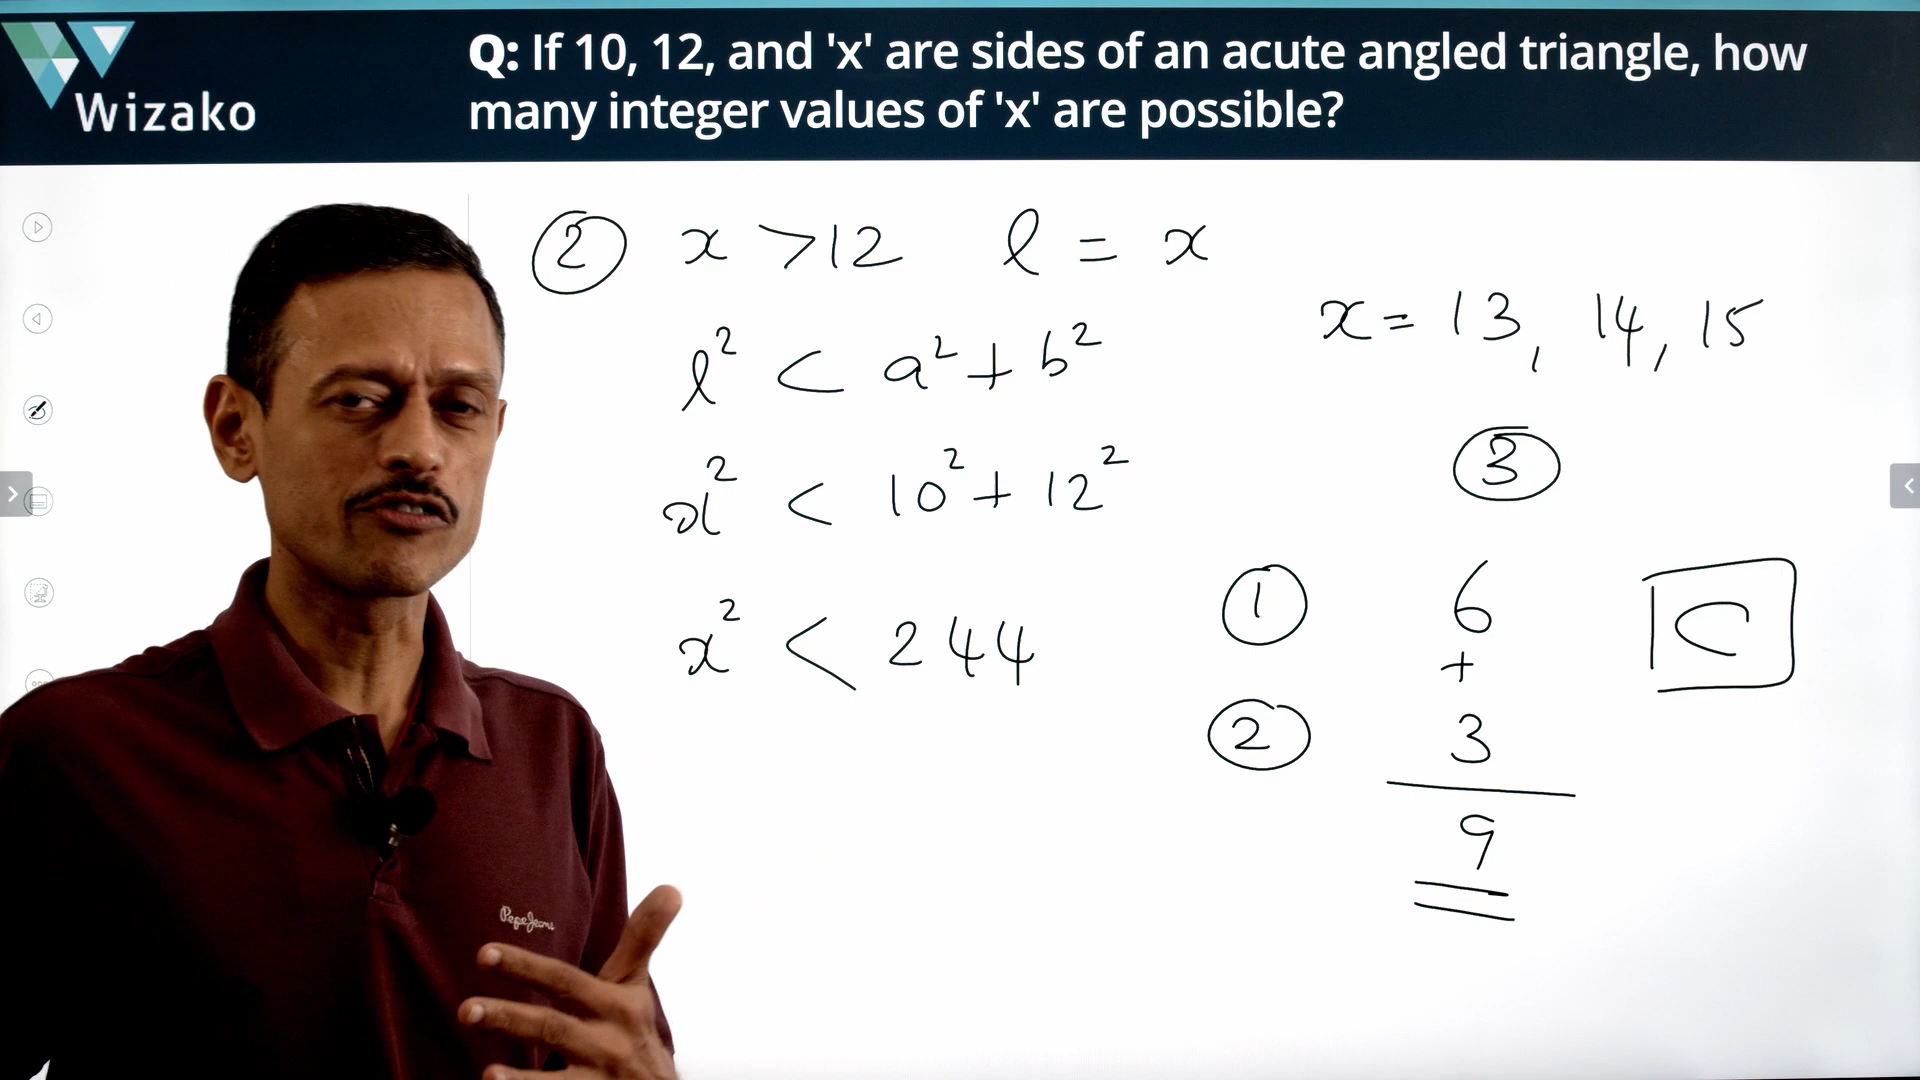 Wizako
Q: If 10, 12, and 'x' are sides of an acute angled triangle, how
many integer values of 'x' are possible?
② x > 12 l = x
l² < a² + b²
x² < 10² + 12²
x² < 244
x = 13, 14, 15
③
① 6
+
② 3
9
C
Pepe Jeans